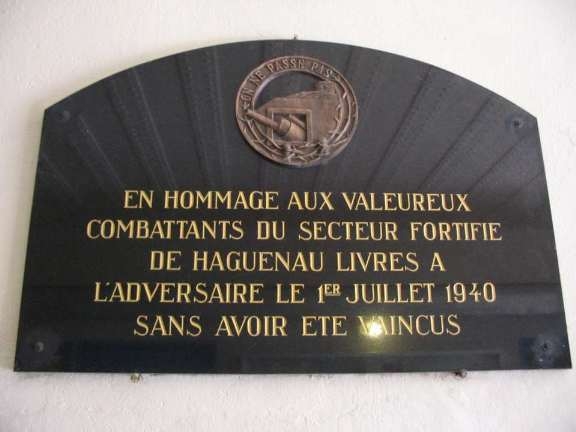 ON NE PASSE PAS
EN HOMMAGE AUX VALEUREUX
COMBATTANTS DU SECTEUR FORTIFIE
DE HAGUENAU LIVRES A
L'ADVERSAIRE LE 1ER JUILLET 1940
SANS AVOIR ETE VAINCUS